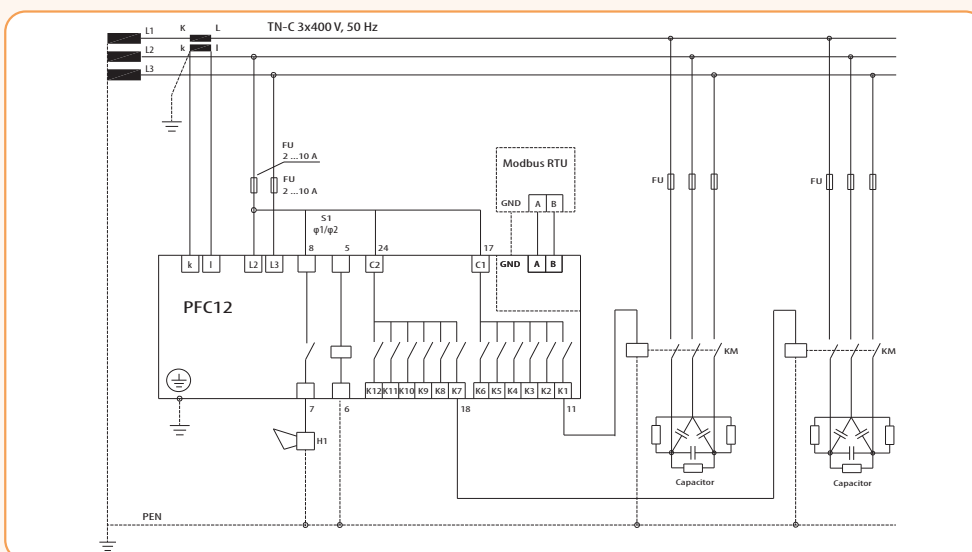 TN-C 3x400 V, 50 Hz
L1
K
L
L2
k
l
L3
FU
2 ...10 A
FU
2 ...10 A
Modbus RTU
GND
A
B
FU
FU
S1
φ1/φ2
8
5
24
17
k
l
L2
L3
C2
C1
GND
A
B
PFC12
KM
KM
K12
K11
K10
K9
K8
K7
K6
K5
K4
K3
K2
K1
7
6
18
11
H1
Capacitor
Capacitor
PEN